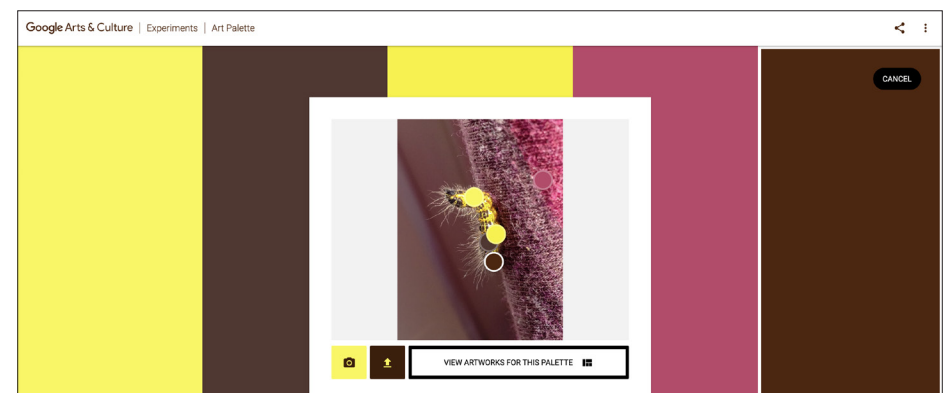 Google Arts & Culture | Experiments | Art Palette
CANCEL
VIEW ARTWORKS FOR THIS PALETTE